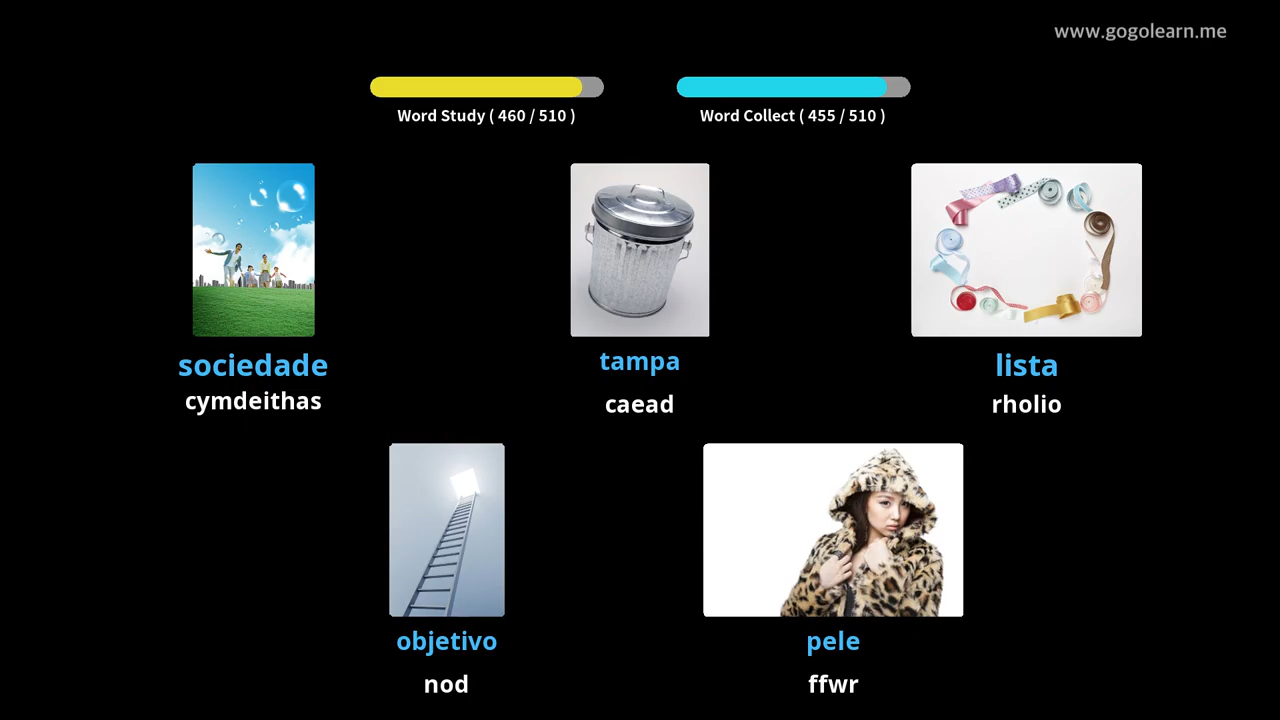 www.gogolearn.me
Word Study ( 460 / 510 )
Word Collect ( 455 / 510 )
sociedade
cymdeithas
tampa
caead
lista
rholio
objetivo
nod
pele
ffwr